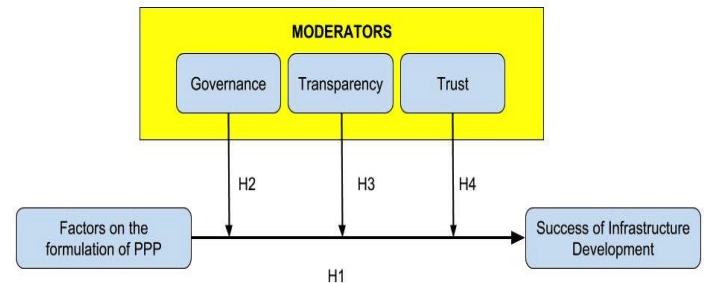 MODERATORS
Governance
Transparency
Trust
H2
H3
H4
Factors on the
formulation of PPP
Success of Infrastructure
Development
H1